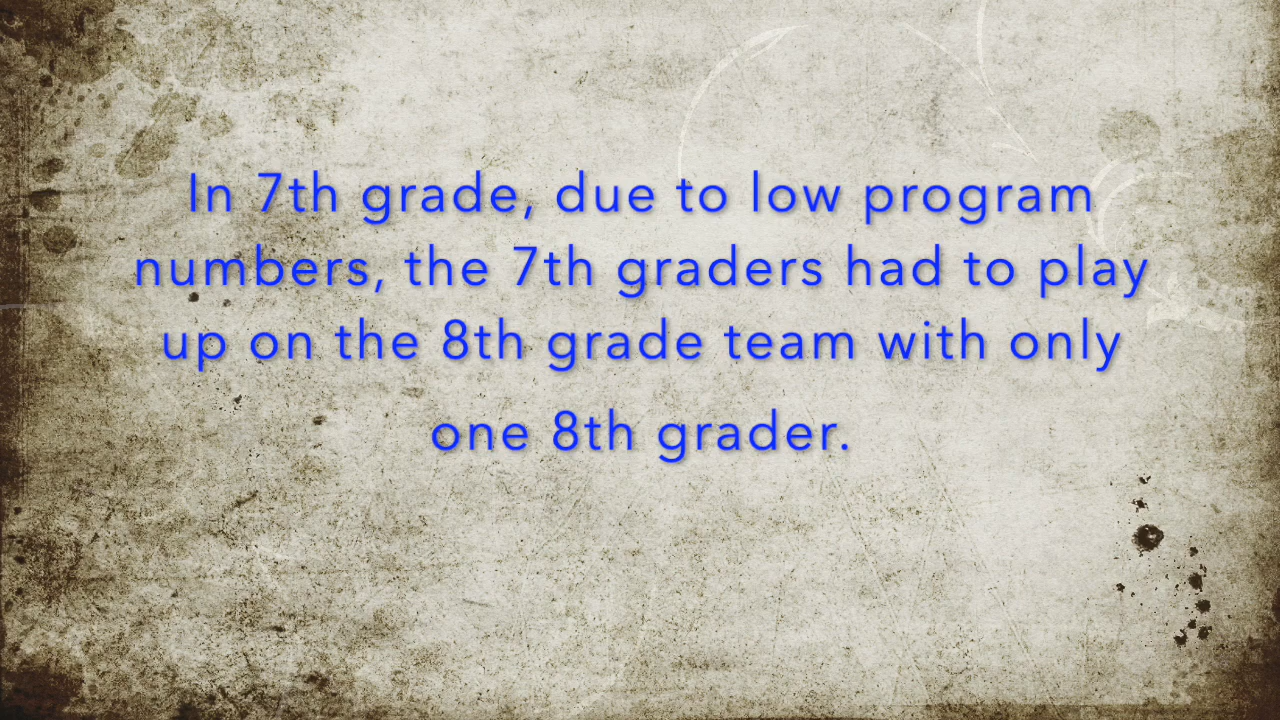 In 7th grade, due to low program
numbers, the 7th graders had to play
up on the 8th grade team with only
one 8th grader.